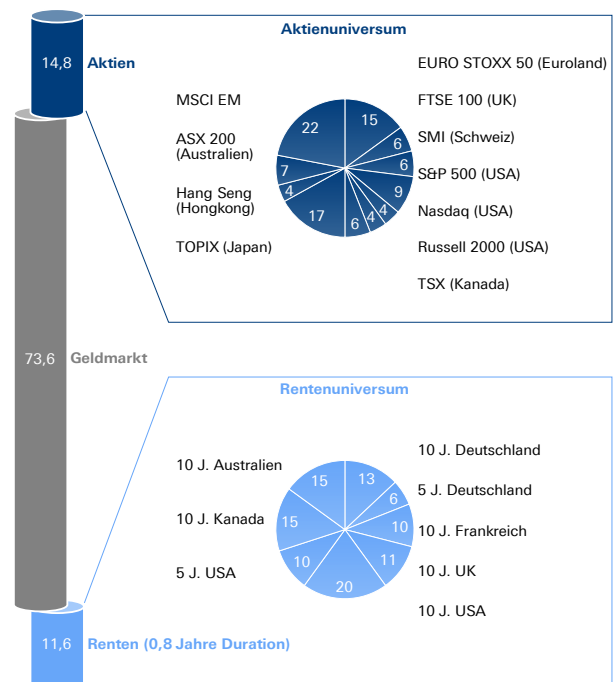 Aktienuniversum
14,8 Aktien
EURO STOXX 50 (Euroland)
FTSE 100 (UK)
SMI (Schweiz)
S&P 500 (USA)
Nasdaq (USA)
Russell 2000 (USA)
TSX (Kanada)
MSCI EM
ASX 200
(Australien)
Hang Seng
(Hongkong)
TOPIX (Japan)
15
6
6
9
4
4
6
17
4
7
22
73,6 Geldmarkt
Rentenuniversum
10 J. Deutschland
5 J. Deutschland
10 J. Frankreich
10 J. UK
10 J. USA
10 J. Australien
10 J. Kanada
5 J. USA
13
6
10
11
20
10
15
15
11,6 Renten (0,8 Jahre Duration)